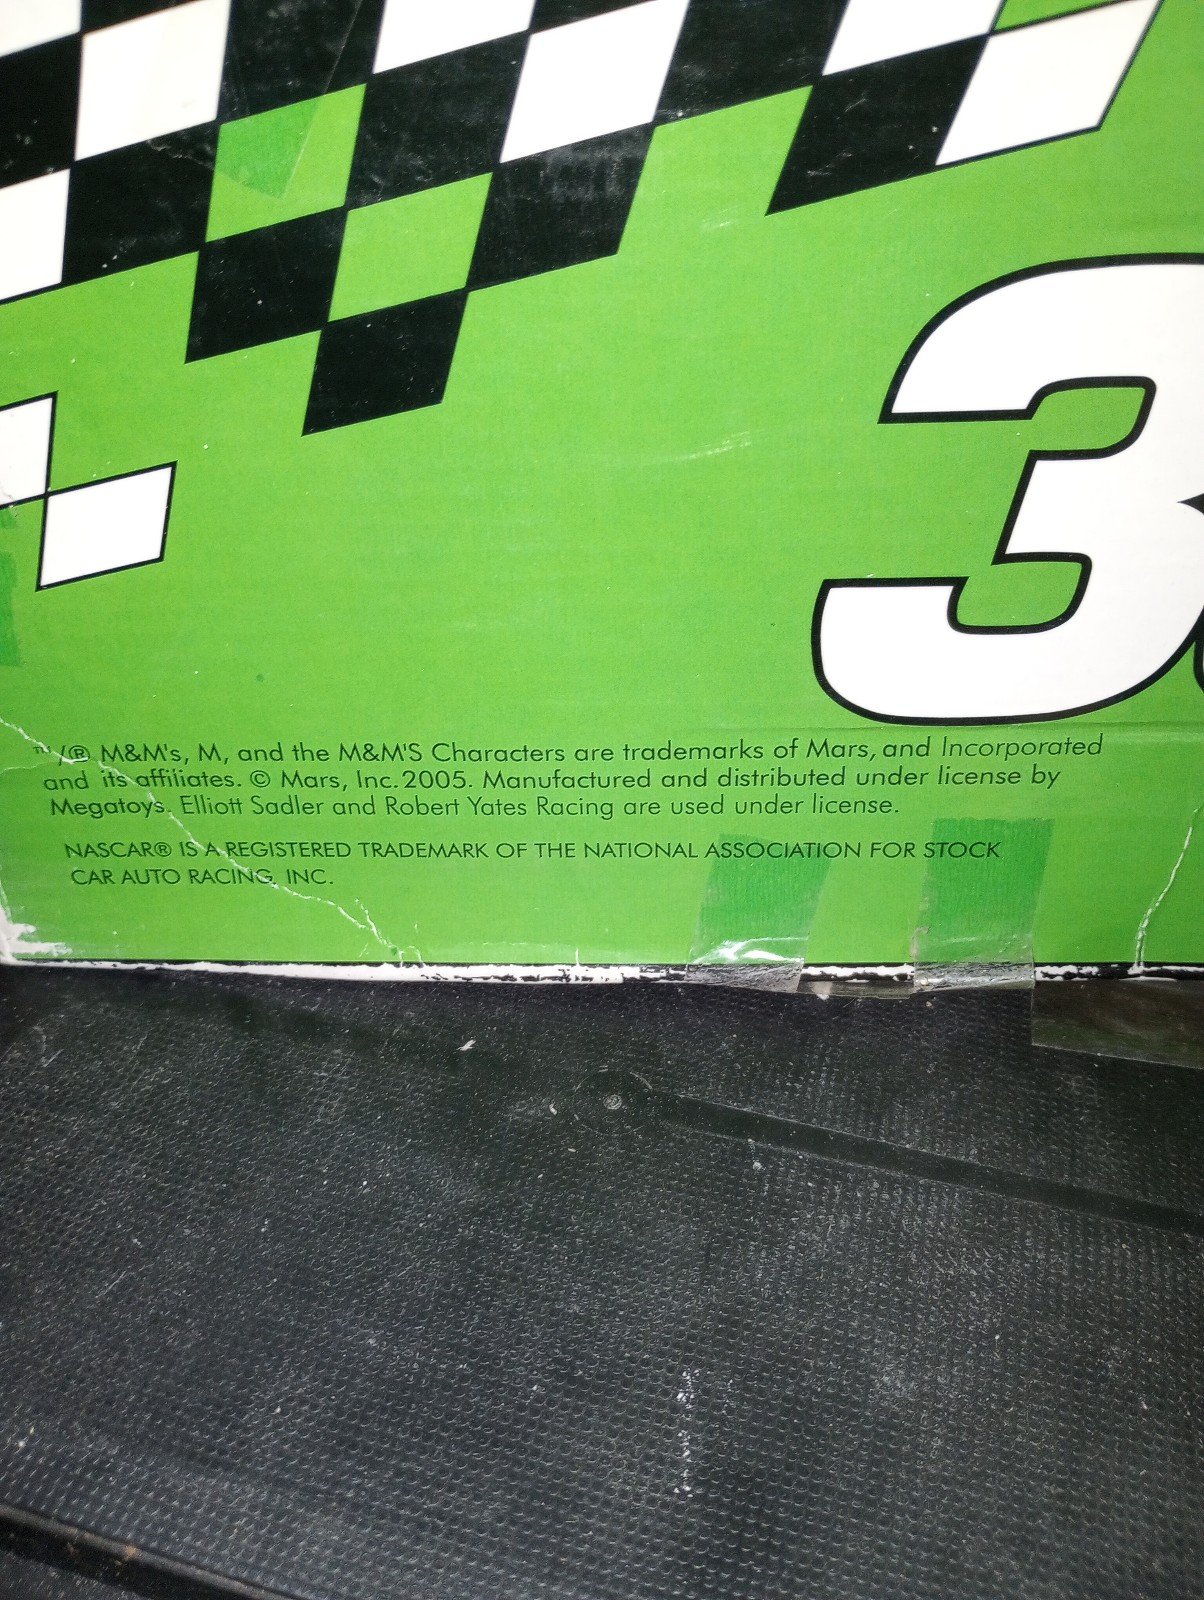 3
™/® M&M's, M, and the M&M'S Characters are trademarks of Mars, and Incorporated
and its affiliates. © Mars, Inc. 2005. Manufactured and distributed under license by
Megatoys. Elliott Sadler and Robert Yates Racing are used under license.
NASCAR® IS A REGISTERED TRADEMARK OF THE NATIONAL ASSOCIATION FOR STOCK
CAR AUTO RACING, INC.